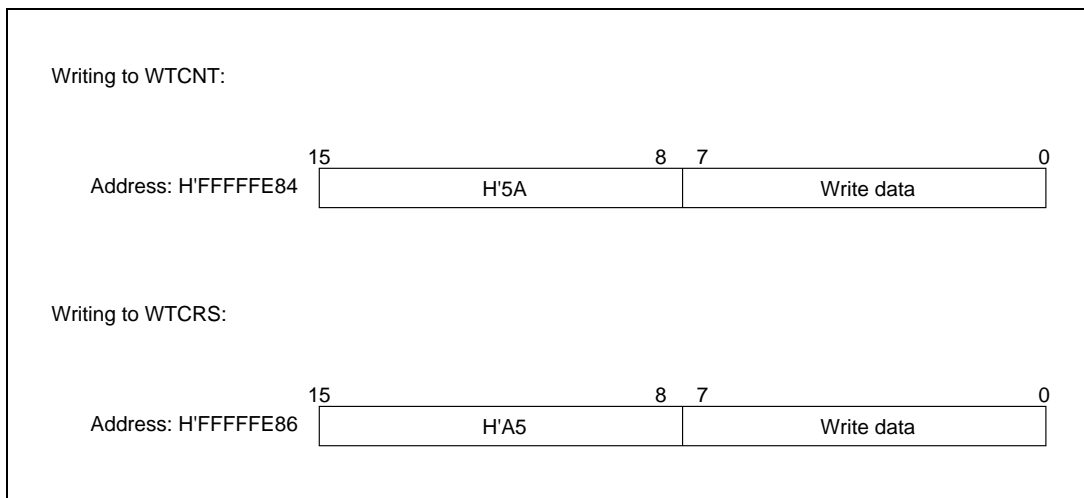 Writing to WTCNT:
15 8 7 0
Address: H'FFFFFE84 H'5A Write data
Writing to WTCRS:
15 8 7 0
Address: H'FFFFFE86 H'A5 Write data